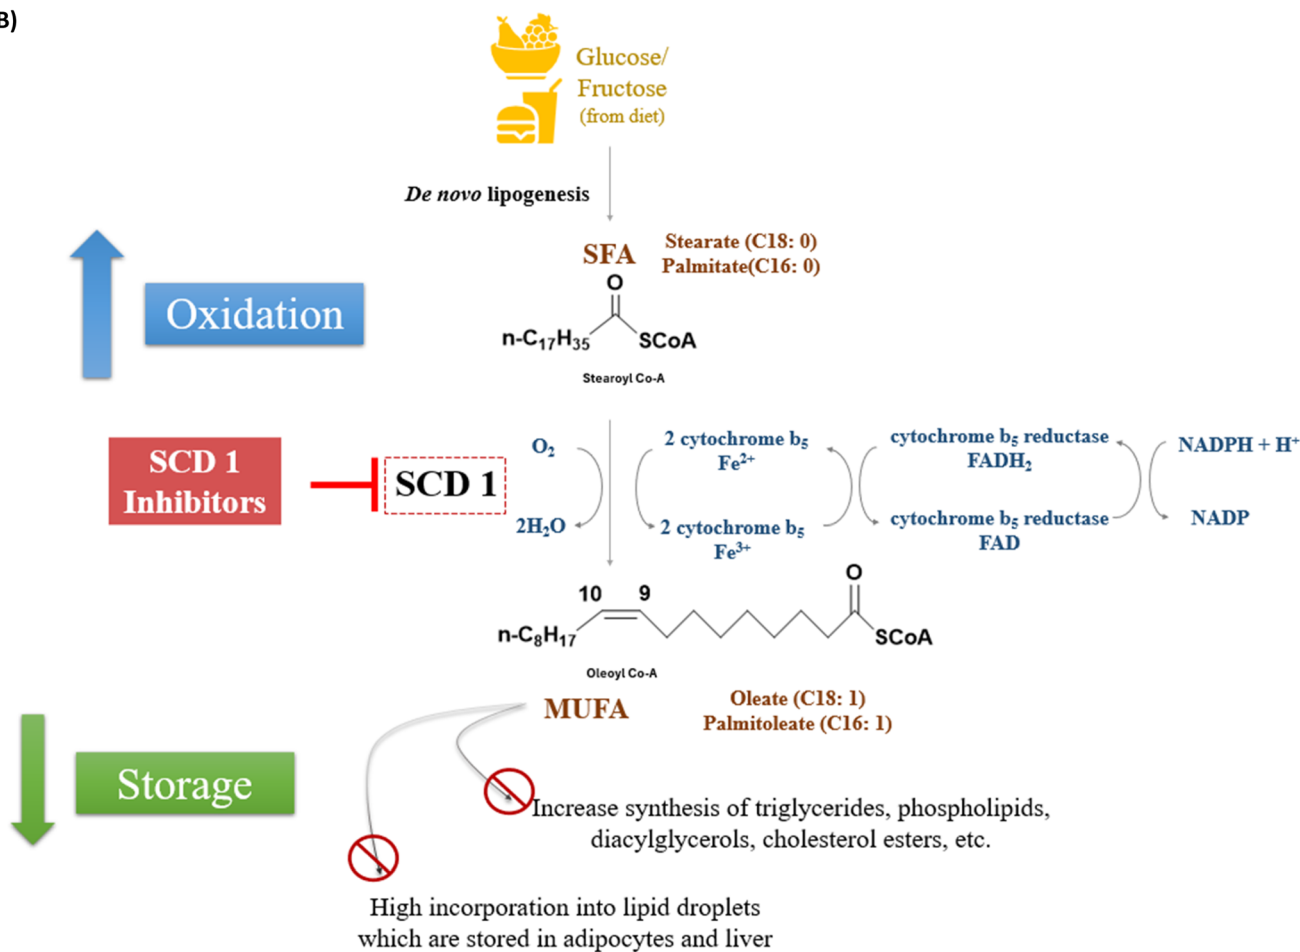 B)
Glucose/
Fructose
(from diet)
De novo lipogenesis
SFA
Stearate (C18: 0)
Palmitate(C16: 0)
Oxidation
O
n-C₁₇H₃₅
SCoA
Stearoyl Co-A
SCD 1
Inhibitors
SCD 1
O₂
2H₂O
2 cytochrome b₅
Fe²⁺
2 cytochrome b₅
Fe³⁺
cytochrome b₅ reductase
FADH₂
cytochrome b₅ reductase
FAD
NADPH + H⁺
NADP
10 9
O
n-C₈H₁₇
SCoA
Oleoyl Co-A
MUFA
Oleate (C18: 1)
Palmitoleate (C16: 1)
Storage
Increase synthesis of triglycerides, phospholipids,
diacylglycerols, cholesterol esters, etc.
High incorporation into lipid droplets
which are stored in adipocytes and liver